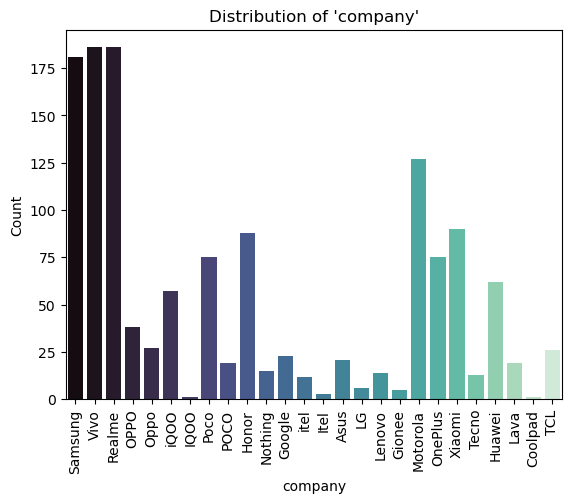 Distribution of 'company'
175
150
125
100
75
50
25
0
Count
Samsung
Vivo
Realme
OPPO
Oppo
iQOO
IQOO
Poco
POCO
Honor
Nothing
Google
itel
Itel
Asus
LG
Lenovo
Gionee
Motorola
OnePlus
Xiaomi
Tecno
Huawei
Lava
Coolpad
TCL
company